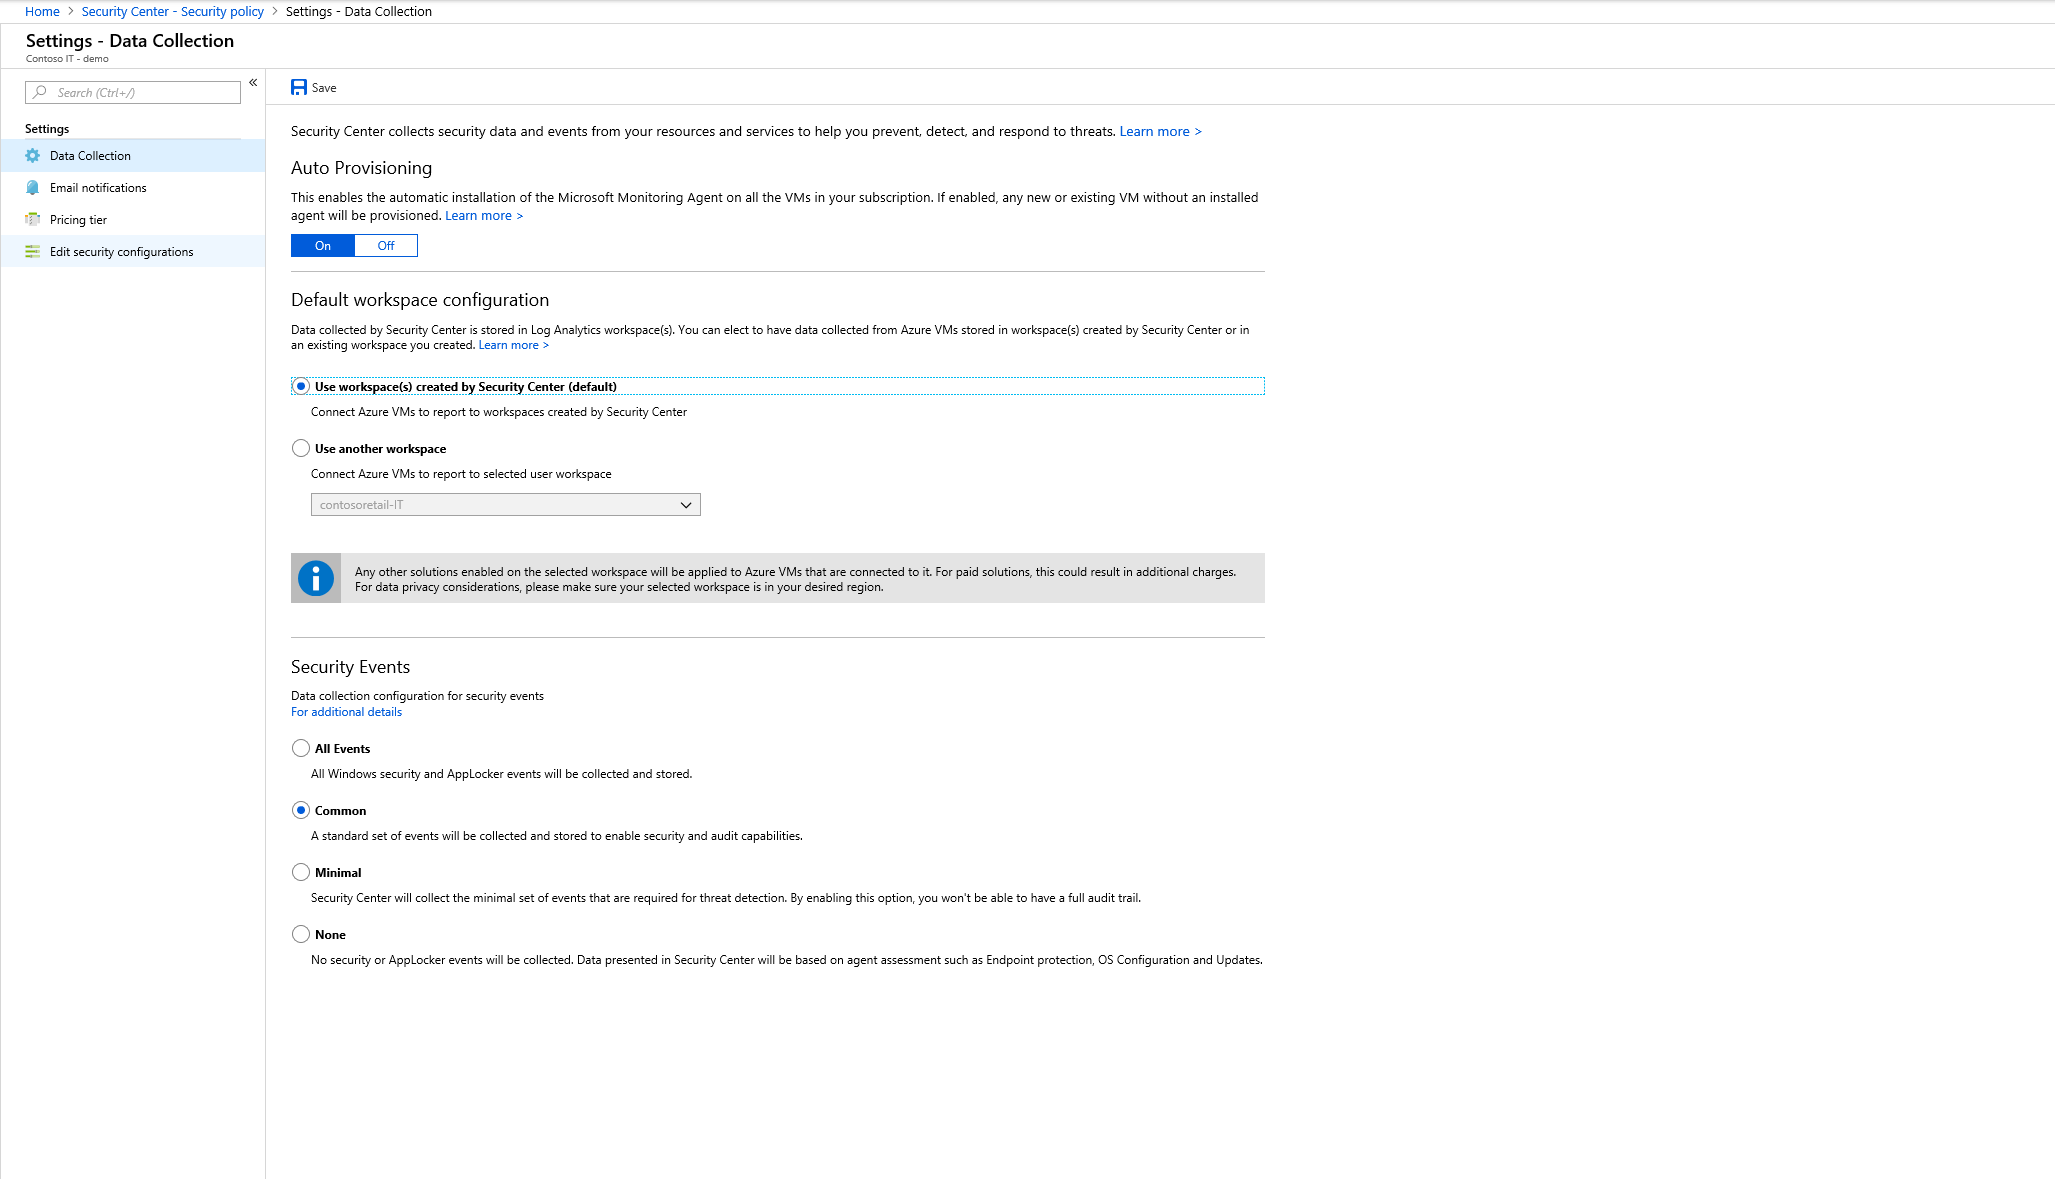 Home > Security Center - Security policy > Settings - Data Collection
Settings - Data Collection
Contoso IT - demo
Search (Ctrl+/)
«
Settings
Data Collection
Email notifications
Pricing tier
Edit security configurations
Save
Security Center collects security data and events from your resources and services to help you prevent, detect, and respond to threats. Learn more >
Auto Provisioning
This enables the automatic installation of the Microsoft Monitoring Agent on all the VMs in your subscription. If enabled, any new or existing VM without an installed
agent will be provisioned. Learn more >
On Off
Default workspace configuration
Data collected by Security Center is stored in Log Analytics workspace(s). You can elect to have data collected from Azure VMs stored in workspace(s) created by Security Center or in
an existing workspace you created. Learn more >
Use workspace(s) created by Security Center (default)
Connect Azure VMs to report to workspaces created by Security Center
Use another workspace
Connect Azure VMs to report to selected user workspace
contosoretail-IT
Any other solutions enabled on the selected workspace will be applied to Azure VMs that are connected to it. For paid solutions, this could result in additional charges.
For data privacy considerations, please make sure your selected workspace is in your desired region.
Security Events
Data collection configuration for security events
For additional details
All Events
All Windows security and AppLocker events will be collected and stored.
Common
A standard set of events will be collected and stored to enable security and audit capabilities.
Minimal
Security Center will collect the minimal set of events that are required for threat detection. By enabling this option, you won't be able to have a full audit trail.
None
No security or AppLocker events will be collected. Data presented in Security Center will be based on agent assessment such as Endpoint protection, OS Configuration and Updates.